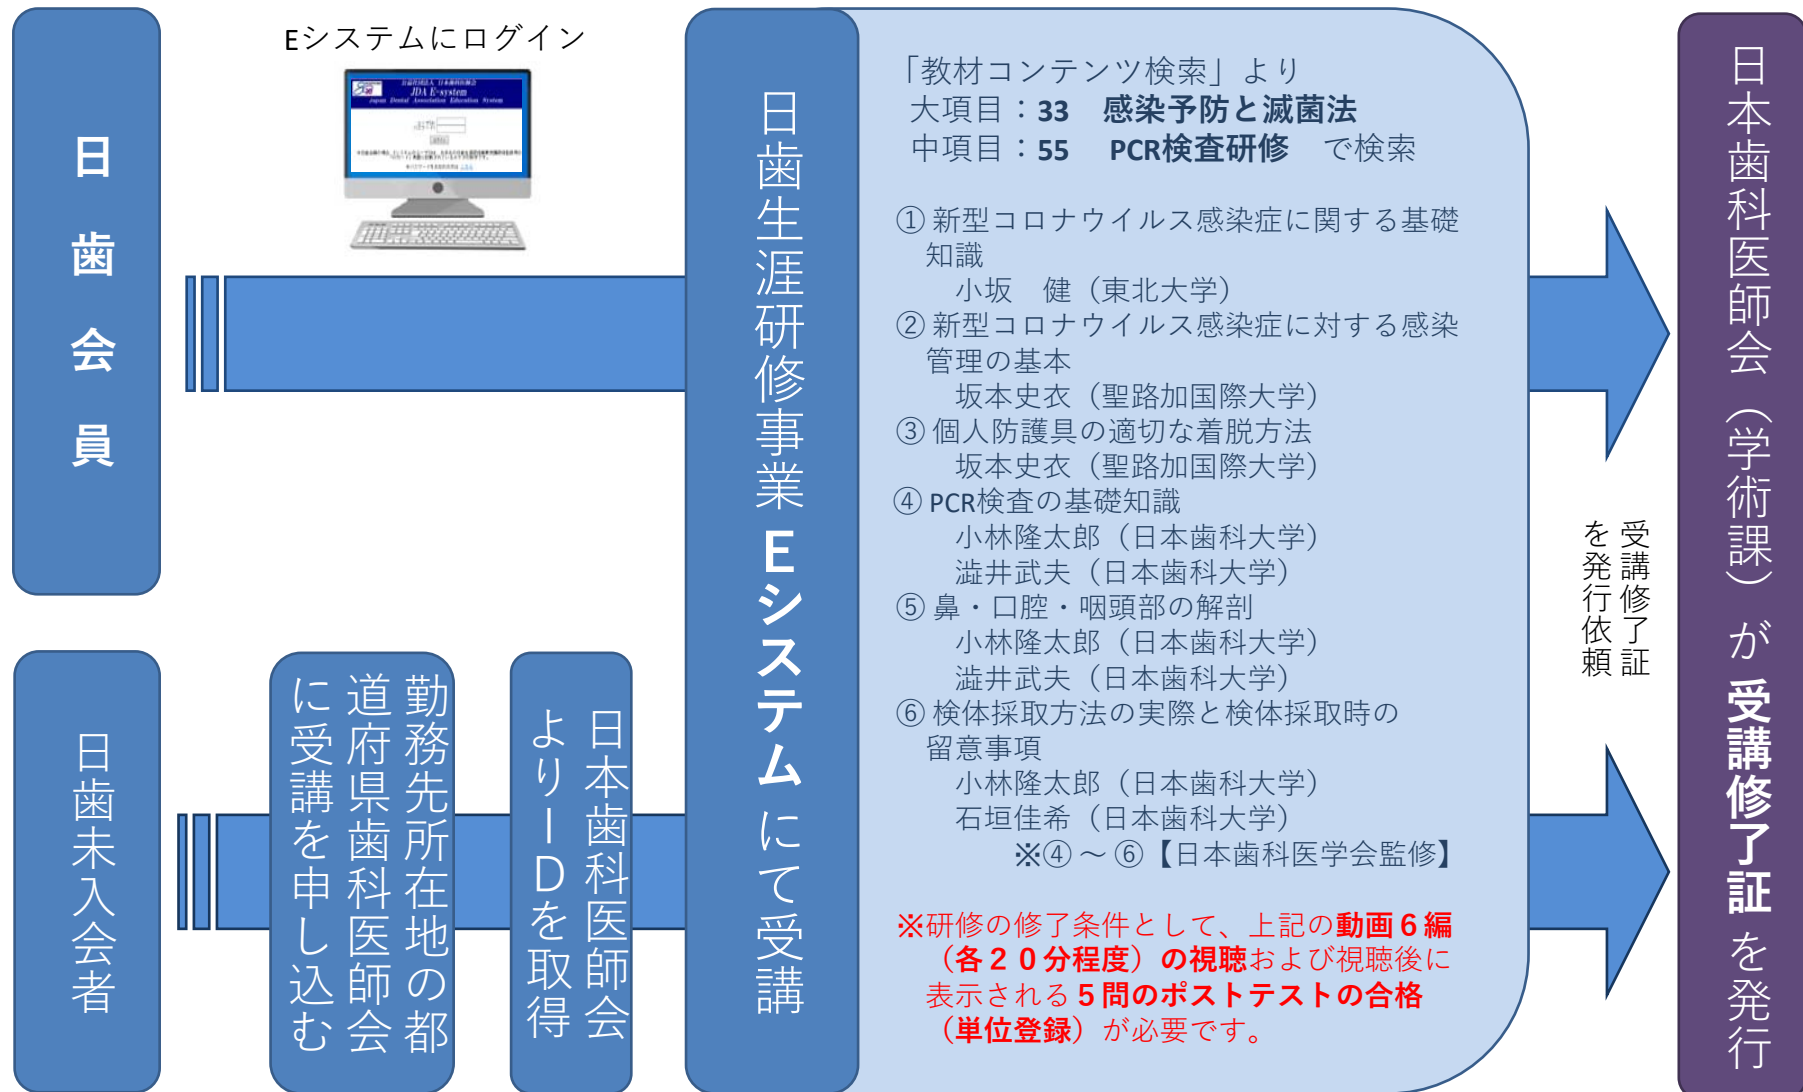 日歯会員
Eシステムにログイン
公益社団法人 日本歯科医師会
JDA E-system
Japan Dental Association Education System
日歯未入会者
勤務先所在地の都
道府県歯科医師会
に受講を申し込む
日本歯科医師会
よりIDを取得
日歯生涯研修事業 Eシステム にて受講
「教材コンテンツ検索」より
大項目：33　感染予防と滅菌法
中項目：55　PCR検査研修　で検索
① 新型コロナウイルス感染症に関する基礎
知識
小坂　健（東北大学）
② 新型コロナウイルス感染症に対する感染
管理の基本
坂本史衣（聖路加国際大学）
③ 個人防護具の適切な着脱方法
坂本史衣（聖路加国際大学）
④ PCR検査の基礎知識
小林隆太郎（日本歯科大学）
澁井武夫（日本歯科大学）
⑤ 鼻・口腔・咽頭部の解剖
小林隆太郎（日本歯科大学）
澁井武夫（日本歯科大学）
⑥ 検体採取方法の実際と検体採取時の
留意事項
小林隆太郎（日本歯科大学）
石垣佳希（日本歯科大学）
※④ ～ ⑥【日本歯科医学会監修】
※研修の修了条件として、上記の動画６編
（各２０分程度）の視聴および視聴後に
表示される５問のポストテストの合格
（単位登録）が必要です。
受講修了証
を発行依頼
日本歯科医師会（学術課）が 受講修了証 を発行